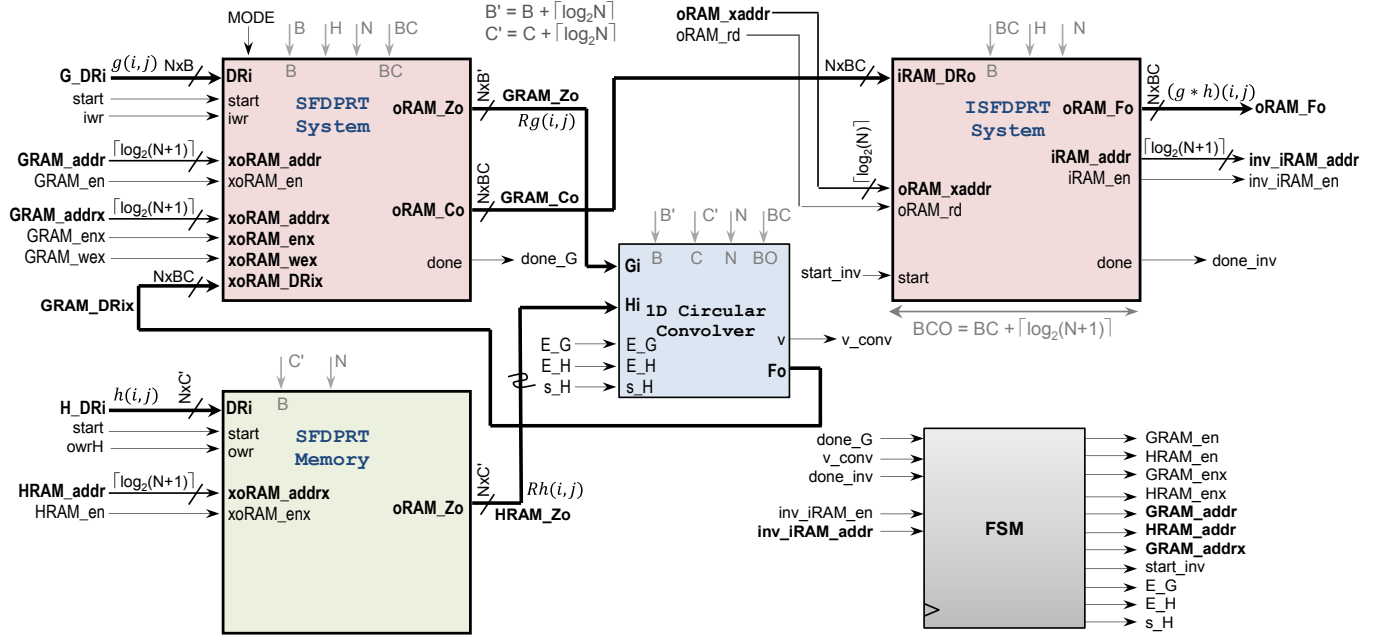 MODE
B
H
N
BC
B' = B + ⌈log₂N⌉
C' = C + ⌈log₂N⌉
G_DRi
g(i,j)
NxB
start
iwr
GRAM_addr
⌈log₂(N+1)⌉
GRAM_en
GRAM_addrx
⌈log₂(N+1)⌉
GRAM_enx
GRAM_wex
NxBC
GRAM_DRix
B
BC
DRi
start
iwr
SFDPRT
System
oRAM_Zo
xoRAM_addr
xoRAM_en
xoRAM_addrx
xoRAM_enx
xoRAM_wex
xoRAM_DRix
oRAM_Co
done
NxB'
GRAM_Zo
Rg(i,j)
NxBC
GRAM_Co
done_G
oRAM_xaddr
oRAM_rd
NxBC
⌈log₂(N)⌉
start_inv
BC
H
N
B
iRAM_DRo
ISFDPRT
System
oRAM_Fo
iRAM_addr
iRAM_en
oRAM_xaddr
oRAM_rd
start
done
NxBC
(g * h)(i,j)
oRAM_Fo
⌈log₂(N+1)⌉
inv_iRAM_addr
inv_iRAM_en
done_inv
BCO = BC + ⌈log₂(N+1)⌉
B'
C'
N
BC
B
C
N
BO
Gi
Hi
1D Circular
Convolver
E_G
E_H
s_H
E_G
E_H
s_H
v
Fo
v_conv
C'
N
H_DRi
h(i,j)
NxC'
start
owrH
HRAM_addr
⌈log₂(N+1)⌉
HRAM_en
B
DRi
start
owr
SFDPRT
Memory
xoRAM_addrx
xoRAM_enx
oRAM_Zo
NxC'
Rh(i,j)
HRAM_Zo
done_G
v_conv
done_inv
inv_iRAM_en
inv_iRAM_addr
FSM
GRAM_en
HRAM_en
GRAM_enx
HRAM_enx
GRAM_addr
HRAM_addr
GRAM_addrx
start_inv
E_G
E_H
s_H